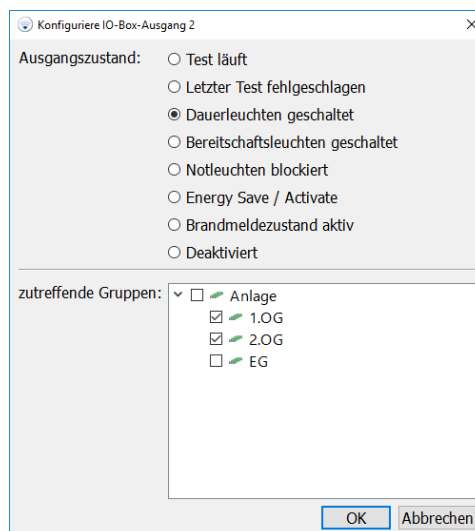 Konfiguriere IO-Box-Ausgang 2
Ausgangszustand:
Test läuft
Letzter Test fehlgeschlagen
Dauerleuchten geschaltet
Bereitschaftsleuchten geschaltet
Notleuchten blockiert
Energy Save / Activate
Brandmeldezustand aktiv
Deaktiviert
zutreffende Gruppen:
Anlage
1.OG
2.OG
EG
OK Abbrechen